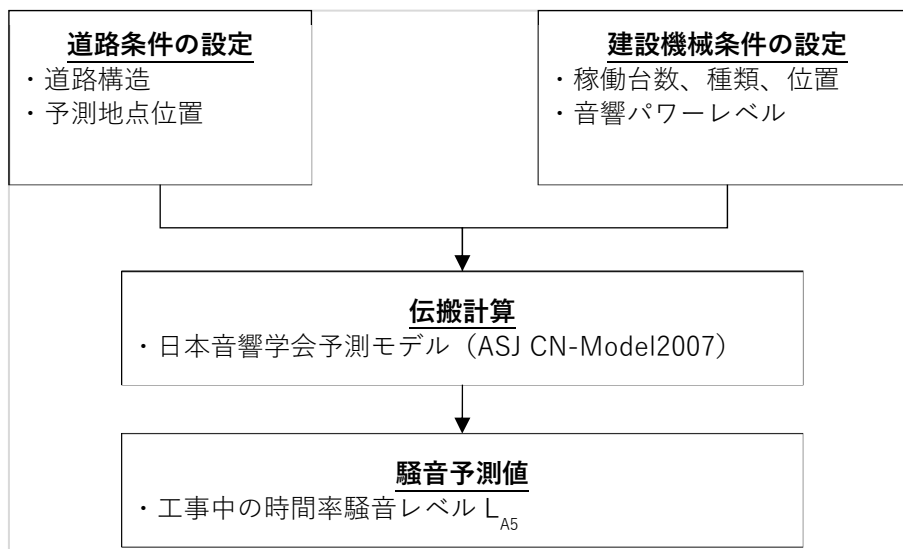 道路条件の設定
・道路構造
・予測地点位置
建設機械条件の設定
・稼働台数、種類、位置
・音響パワーレベル
伝搬計算
・日本音響学会予測モデル（ASJ CN-Model2007）
騒音予測値
・工事中の時間率騒音レベル LA5